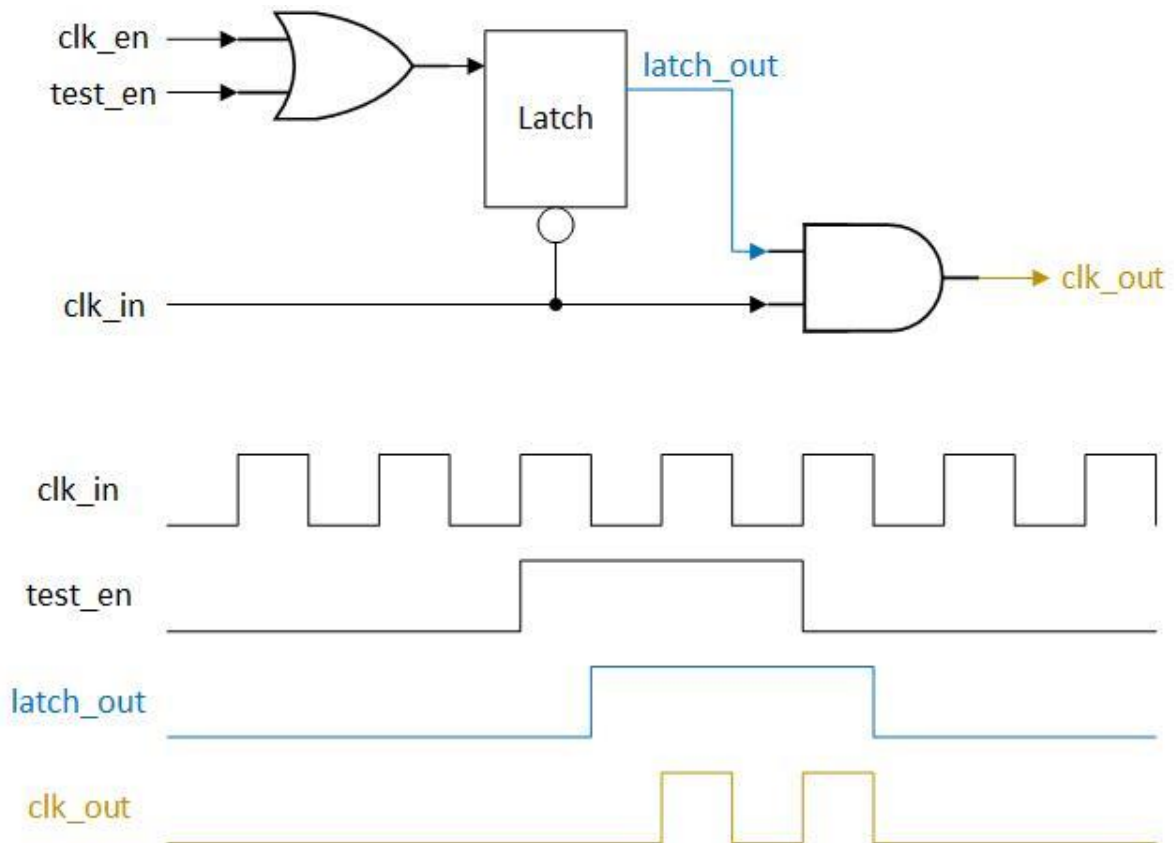 clk_en
test_en
latch_out
Latch
clk_in
clk_out
clk_in
test_en
latch_out
clk_out